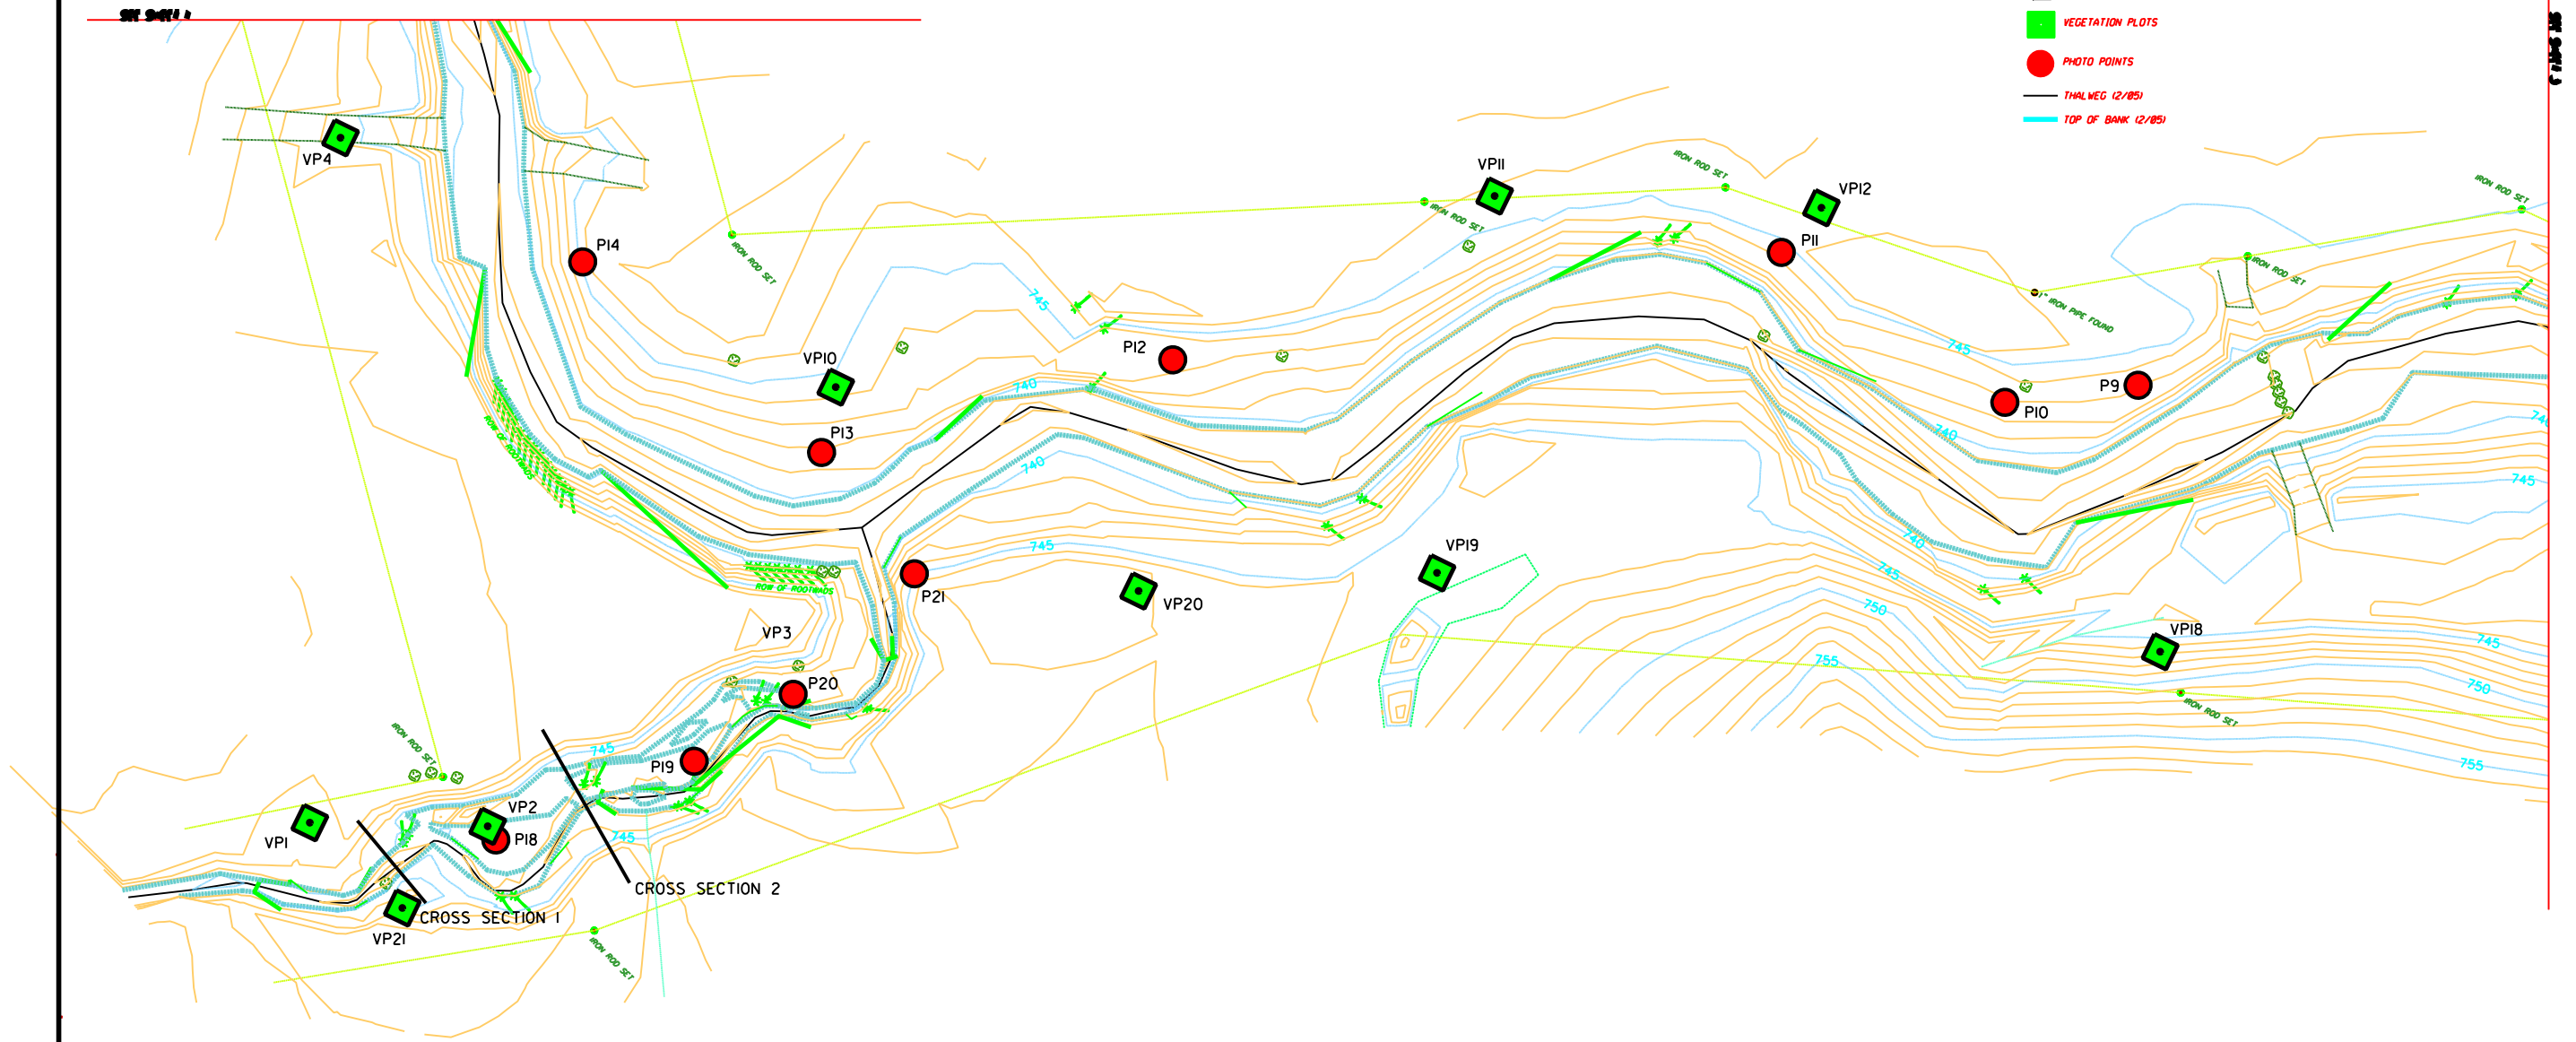 VEGETATION PLOTS
PHOTO POINTS
THALWEG (2/05)
TOP OF BANK (2/05)
VP4
VP11
IRON ROD SET
VP12
IRON ROD SET
P14
IRON ROD SET
IRON ROD SET
P11
IRON ROD SET
745
1" IRON PIPE FOUND
VP10
P12
745
740
P9
P10
P13
740
740
740
745
ROW OF ROOTWADS
740
745
VP19
745
ROW OF ROOTWADS
P21
VP20
750
VP3
VP18
745
755
P20
750
IRON ROD SET
IRON ROD SET
745
P19
755
VP2
VP1
P18
745
CROSS SECTION 2
CROSS SECTION 1
VP21
IRON ROD SET